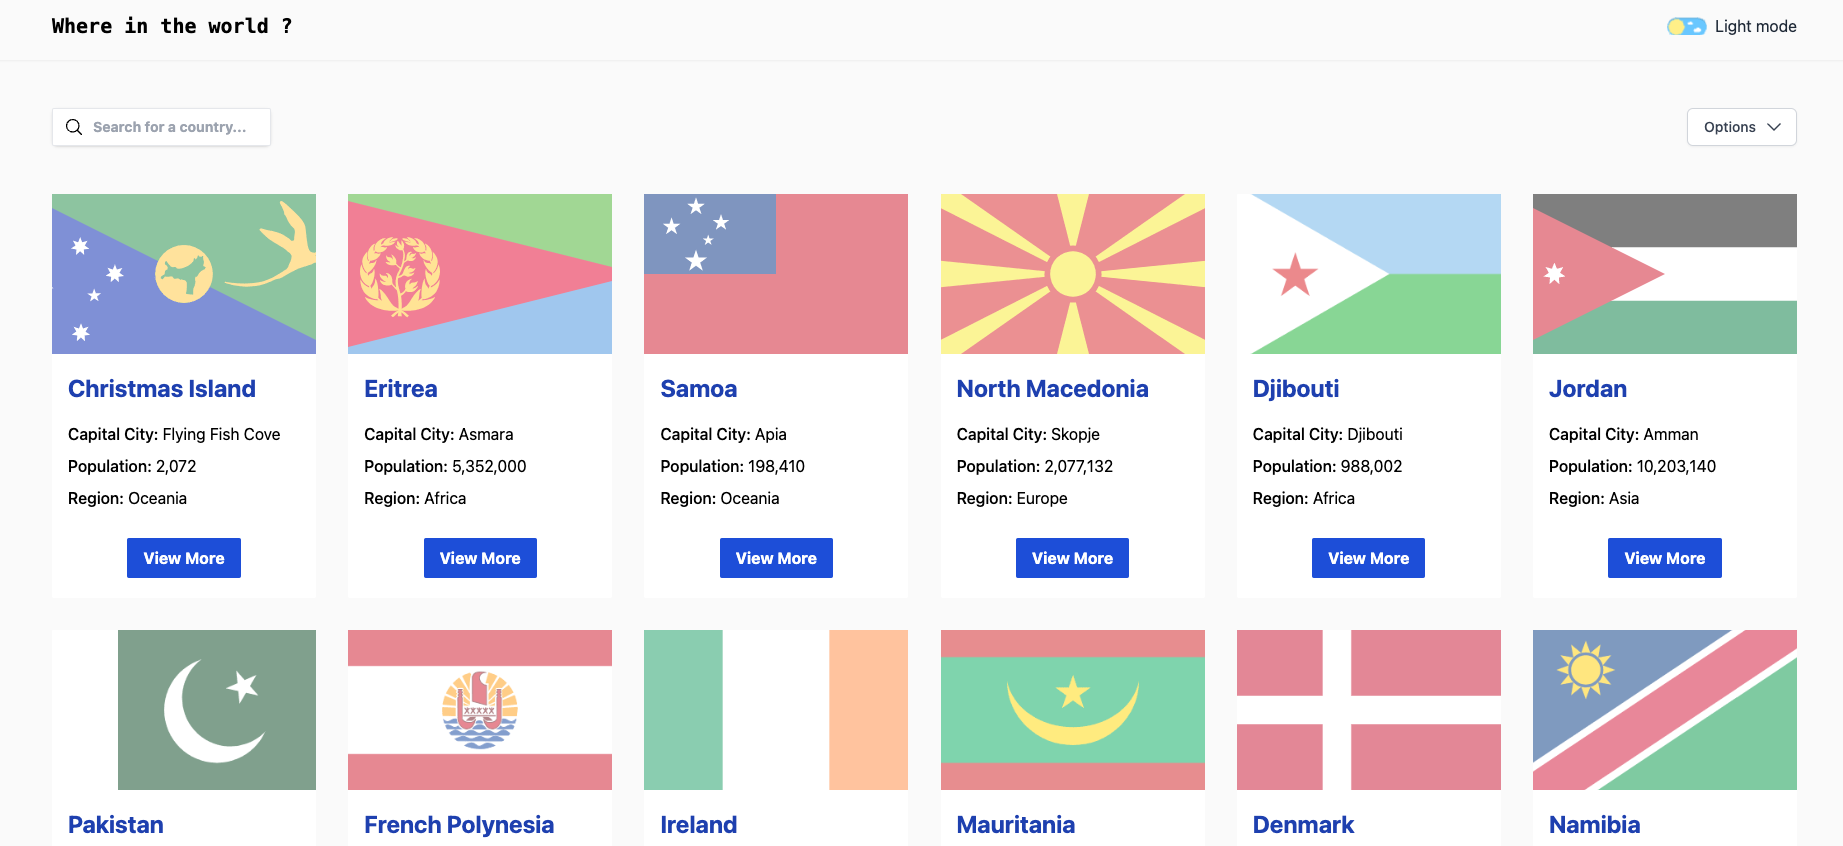 Where in the world ?
Light mode
Search for a country...
Options
Christmas Island
Capital City: Flying Fish Cove
Population: 2,072
Region: Oceania
View More
Eritrea
Capital City: Asmara
Population: 5,352,000
Region: Africa
View More
Samoa
Capital City: Apia
Population: 198,410
Region: Oceania
View More
North Macedonia
Capital City: Skopje
Population: 2,077,132
Region: Europe
View More
Djibouti
Capital City: Djibouti
Population: 988,002
Region: Africa
View More
Jordan
Capital City: Amman
Population: 10,203,140
Region: Asia
View More
Pakistan
French Polynesia
Ireland
Mauritania
Denmark
Namibia